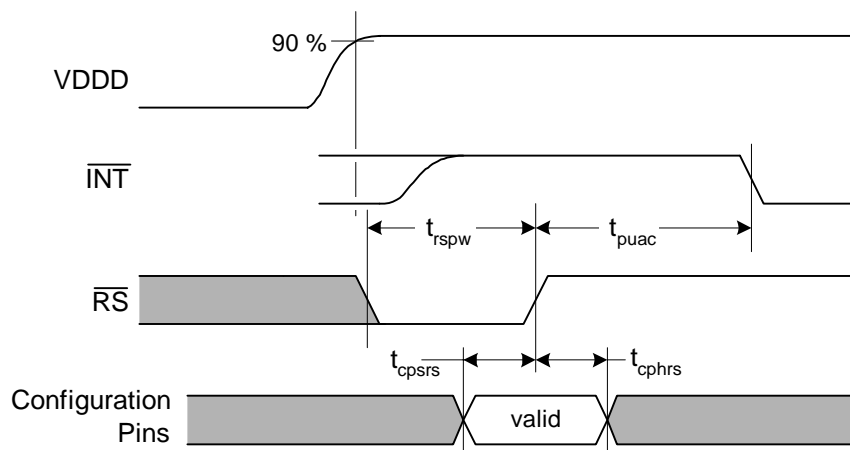 90 %
VDDD
INT
t_rspw
t_puac
RS
t_cpsrs
t_cphrs
Configuration
Pins
valid